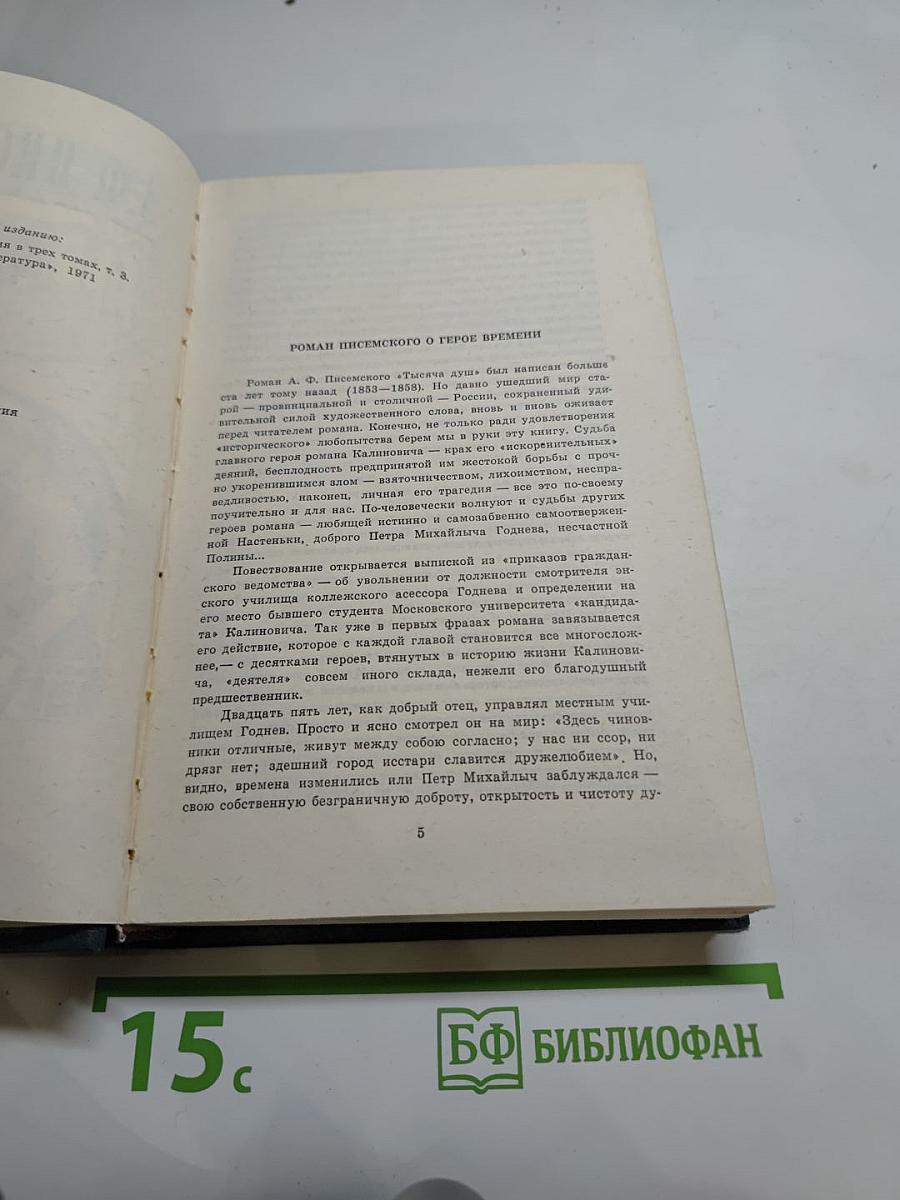 изданию:
ия в трех томах, т. 3.
ература», 1971
ия
РОМАН ПИСЕМСКОГО О ГЕРОЕ ВРЕМЕНИ
Роман А. Ф. Писемского «Тысяча душ» был написан больше
ста лет тому назад (1853—1858). Но давно ушедший мир ста-
рой — провинциальной и столичной — России, сохраненный уди-
вительной силой художественного слова, вновь и вновь оживает
перед читателем романа. Конечно, не только ради удовлетворения
«исторического» любопытства берем мы в руки эту книгу. Судьба
главного героя романа Калиновича — крах его «искоренительных»
деяний, бесплодность предпринятой им жестокой борьбы с проч-
но укоренившимся злом — взяточничеством, лихоимством, неспра-
ведливостью, наконец, личная его трагедия — все это по-своему
поучительно и для нас. По-человечески волнуют и судьбы других
героев романа — любящей истинно и самозабвенно самоотвержен-
ной Настеньки, доброго Петра Михайлыча Годнева, несчастной
Полины...
Повествование открывается выпиской из «приказов граждан-
ского ведомства» — об увольнении от должности смотрителя эн-
ского училища коллежского асессора Годнева и определении на
его место бывшего студента Московского университета «кандида-
та» Калиновича. Так уже в первых фразах романа завязывается
его действие, которое с каждой главой становится все многослож-
нее,— с десятками героев, втянутых в историю жизни Калинови-
ча, «деятеля» совсем иного склада, нежели его благодушный
предшественник.
Двадцать пять лет, как добрый отец, управлял местным учи-
лищем Годнев. Просто и ясно смотрел он на мир: «Здесь чинов-
ники отличные, живут между собою согласно; у нас ни ссор, ни
дрязг нет; здешний город исстари славится дружелюбием». Но,
видно, времена изменились или Петр Михайлыч заблуждался —
свою собственную безграничную доброту, открытость и чистоту ду-
5
15с
БФ БИБЛИОФАН